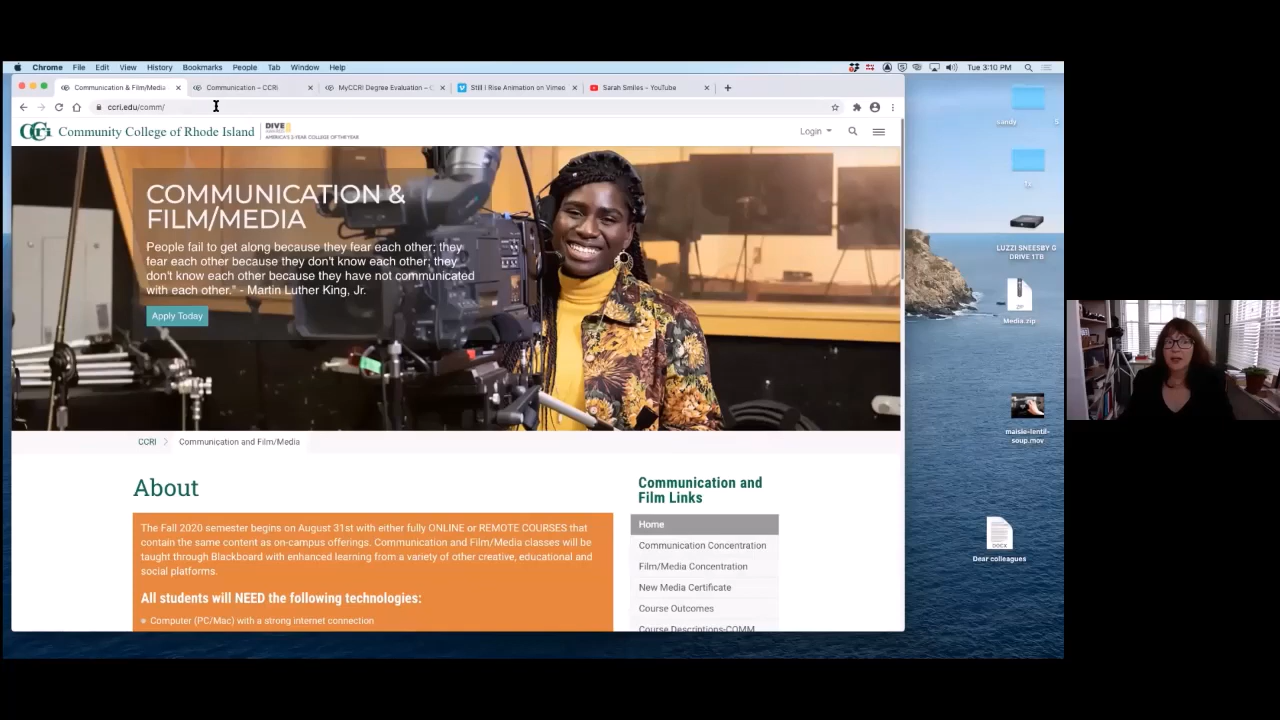 Chrome File Edit View History Bookmarks People Tab Window Help
Tue 3:10 PM
Communication & Film/Media
Communication – CCRI
MyCCRI Degree Evaluation – C
Still I Rise Animation on Vimeo
Sarah Smiles – YouTube
ccri.edu/comm/
CCRi Community College of Rhode Island
Login
COMMUNICATION &
FILM/MEDIA
People fail to get along because they fear each other; they
fear each other because they don't know each other; they
don't know each other because they have not communicated
with each other." - Martin Luther King, Jr.
Apply Today
CCRI Communication and Film/Media
About
The Fall 2020 semester begins on August 31st with either fully ONLINE or REMOTE COURSES that
contain the same content as on-campus offerings. Communication and Film/Media classes will be
taught through Blackboard with enhanced learning from a variety of other creative, educational and
social platforms.
All students will NEED the following technologies:
Computer (PC/Mac) with a strong internet connection
Communication and
Film Links
Home
Communication Concentration
Film/Media Concentration
New Media Certificate
Course Outcomes
Course Descriptions-COMM
sandy
LUZZI SNEESBY G
DRIVE 1TB
Media.zip
maisie-lentil-
soup.mov
DOCX
Dear colleagues